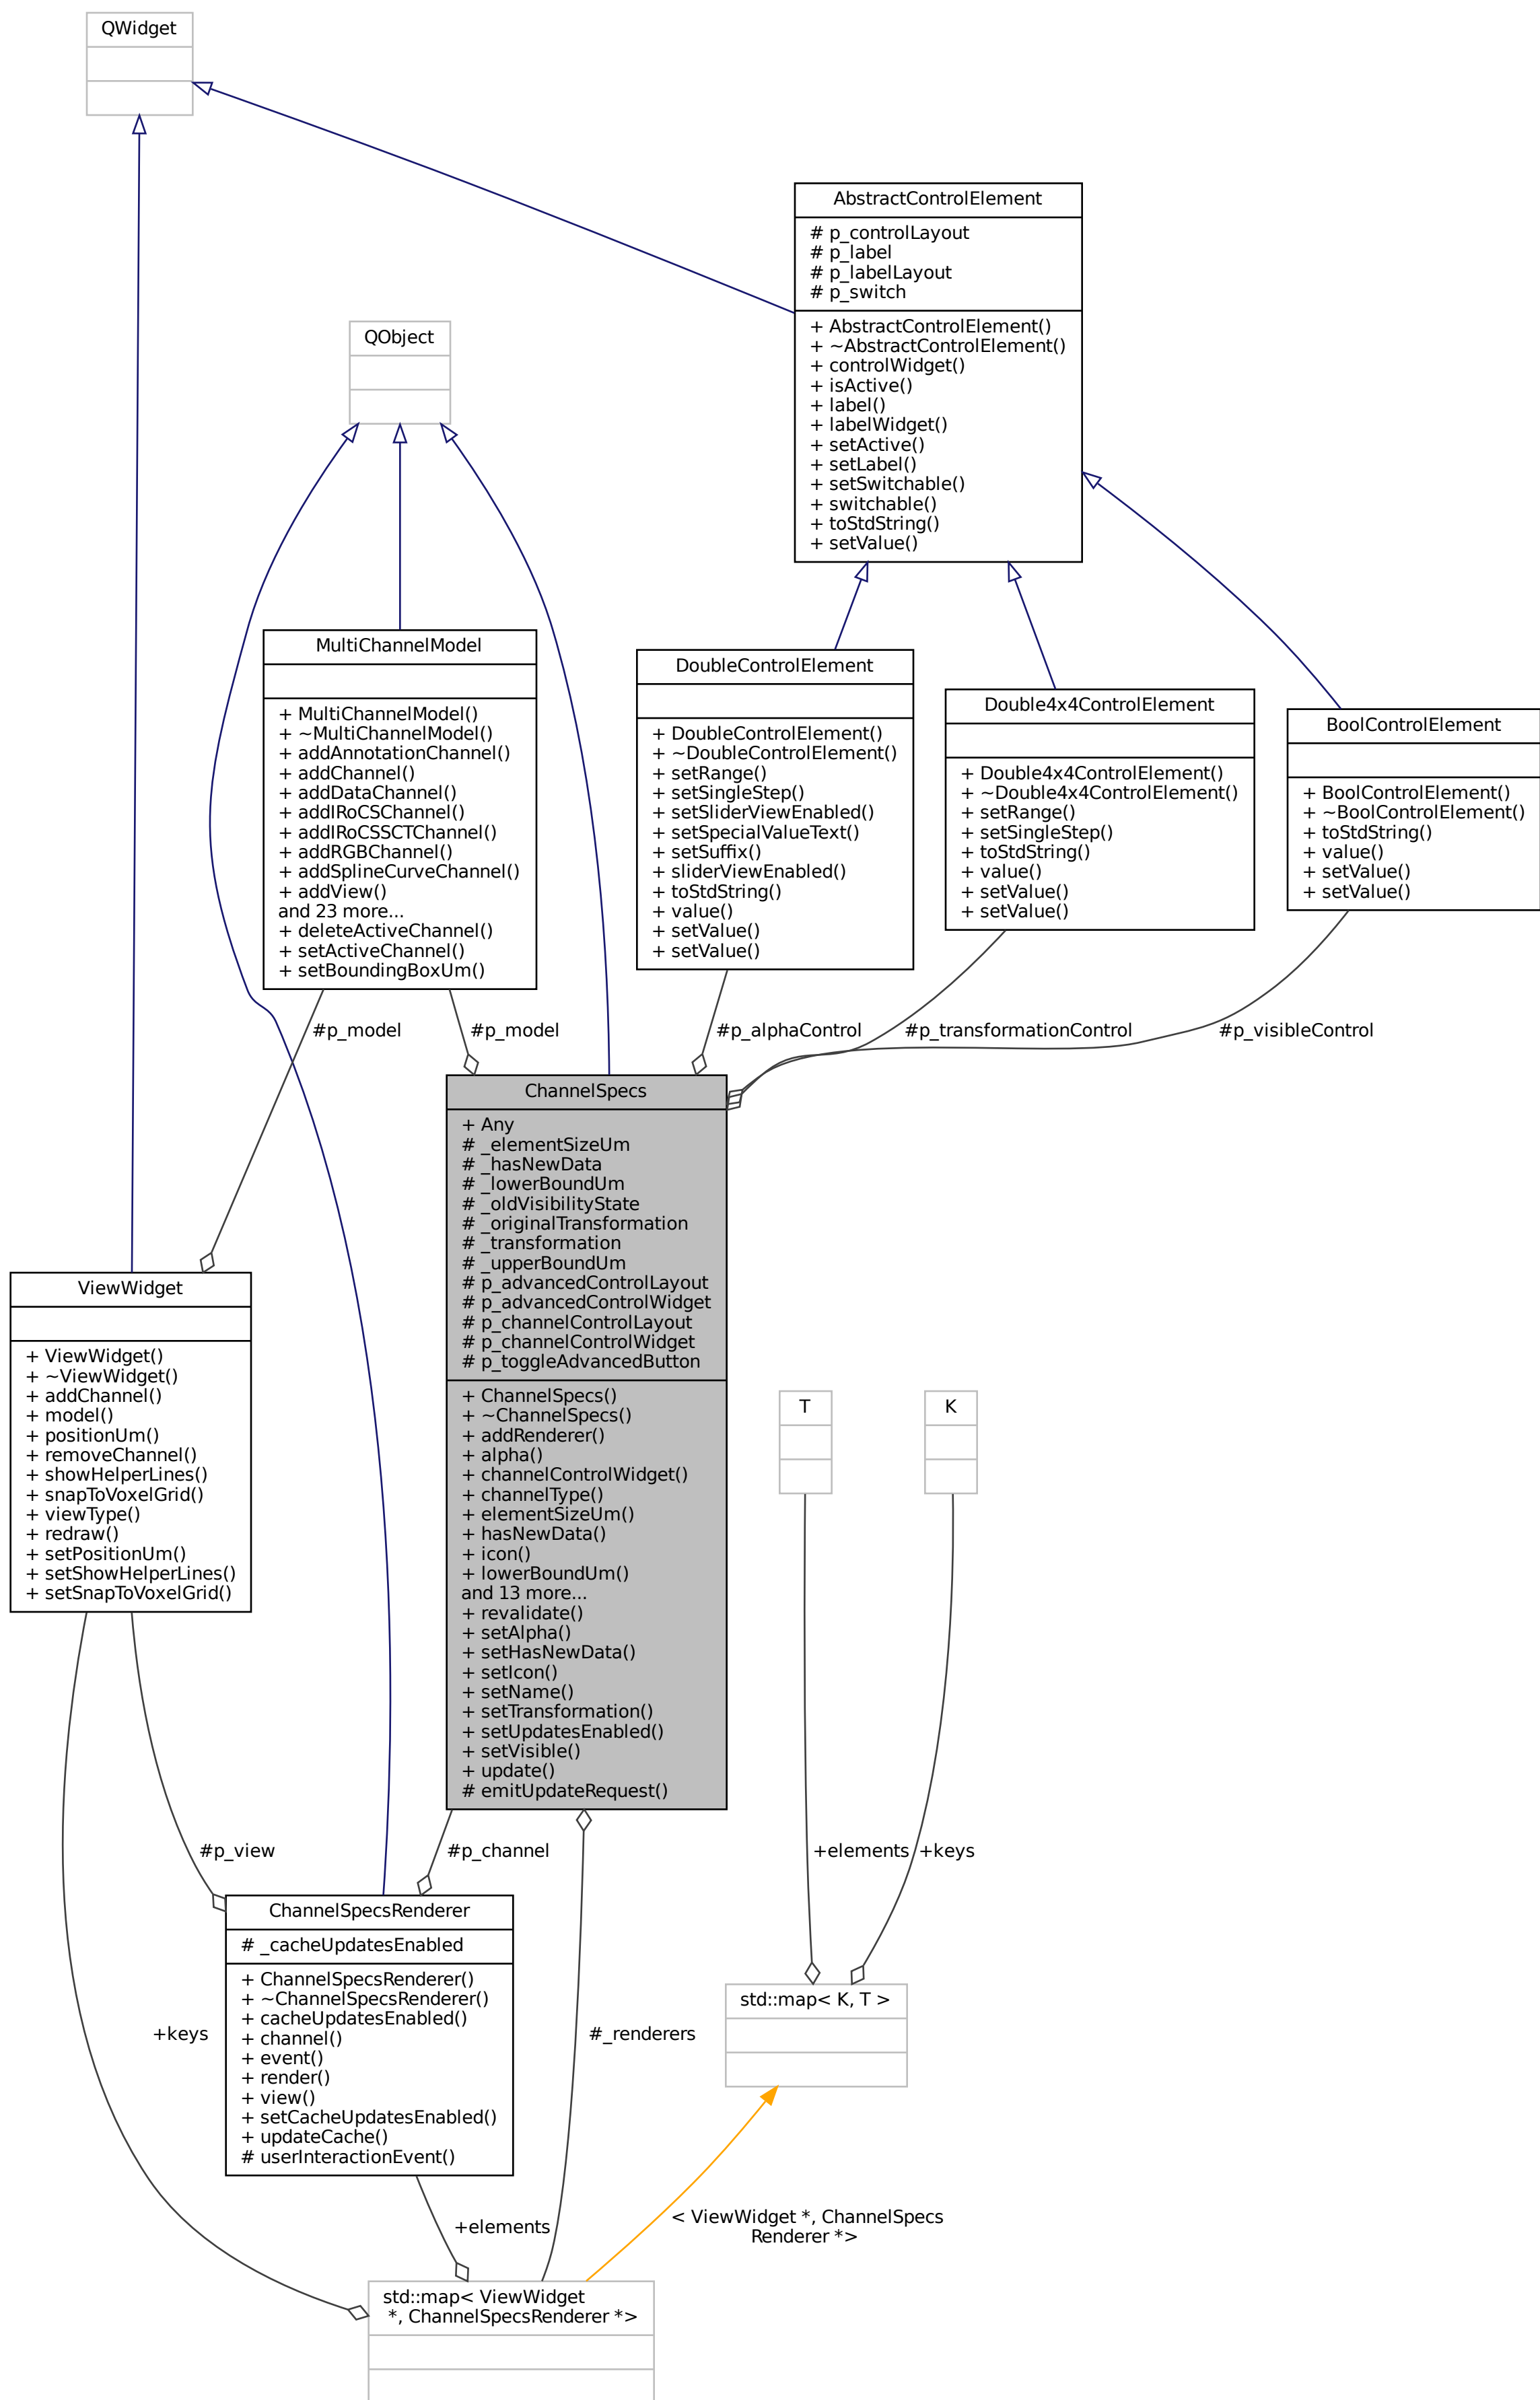 QWidget
AbstractControlElement
# p_controlLayout
# p_label
# p_labelLayout
# p_switch
+ AbstractControlElement()
+ ~AbstractControlElement()
+ controlWidget()
+ isActive()
+ label()
+ labelWidget()
+ setActive()
+ setLabel()
+ setSwitchable()
+ switchable()
+ toStdString()
+ setValue()
QObject
MultiChannelModel
+ MultiChannelModel()
+ ~MultiChannelModel()
+ addAnnotationChannel()
+ addChannel()
+ addDataChannel()
+ addIRoCSChannel()
+ addIRoCSSCTChannel()
+ addRGBChannel()
+ addSplineCurveChannel()
+ addView()
and 23 more...
+ deleteActiveChannel()
+ setActiveChannel()
+ setBoundingBoxUm()
DoubleControlElement
+ DoubleControlElement()
+ ~DoubleControlElement()
+ setRange()
+ setSingleStep()
+ setSliderViewEnabled()
+ setSpecialValueText()
+ setSuffix()
+ sliderViewEnabled()
+ toStdString()
+ value()
+ setValue()
+ setValue()
Double4x4ControlElement
+ Double4x4ControlElement()
+ ~Double4x4ControlElement()
+ setRange()
+ setSingleStep()
+ toStdString()
+ value()
+ setValue()
+ setValue()
BoolControlElement
+ BoolControlElement()
+ ~BoolControlElement()
+ toStdString()
+ value()
+ setValue()
+ setValue()
#p_model
#p_model
#p_alphaControl
#p_transformationControl
#p_visibleControl
ChannelSpecs
+ Any
# _elementSizeUm
# _hasNewData
# _lowerBoundUm
# _oldVisibilityState
# _originalTransformation
# _transformation
# _upperBoundUm
# p_advancedControlLayout
# p_advancedControlWidget
# p_channelControlLayout
# p_channelControlWidget
# p_toggleAdvancedButton
+ ChannelSpecs()
+ ~ChannelSpecs()
+ addRenderer()
+ alpha()
+ channelControlWidget()
+ channelType()
+ elementSizeUm()
+ hasNewData()
+ icon()
+ lowerBoundUm()
and 13 more...
+ revalidate()
+ setAlpha()
+ setHasNewData()
+ setIcon()
+ setName()
+ setTransformation()
+ setUpdatesEnabled()
+ setVisible()
+ update()
# emitUpdateRequest()
ViewWidget
+ ViewWidget()
+ ~ViewWidget()
+ addChannel()
+ model()
+ positionUm()
+ removeChannel()
+ showHelperLines()
+ snapToVoxelGrid()
+ viewType()
+ redraw()
+ setPositionUm()
+ setShowHelperLines()
+ setSnapToVoxelGrid()
T
K
#p_view
#p_channel
+elements
+keys
ChannelSpecsRenderer
# _cacheUpdatesEnabled
+ ChannelSpecsRenderer()
+ ~ChannelSpecsRenderer()
+ cacheUpdatesEnabled()
+ channel()
+ event()
+ render()
+ view()
+ setCacheUpdatesEnabled()
+ updateCache()
# userInteractionEvent()
std::map< K, T >
+keys
#_renderers
+elements
< ViewWidget *, ChannelSpecs
Renderer *>
std::map< ViewWidget
*, ChannelSpecsRenderer *>